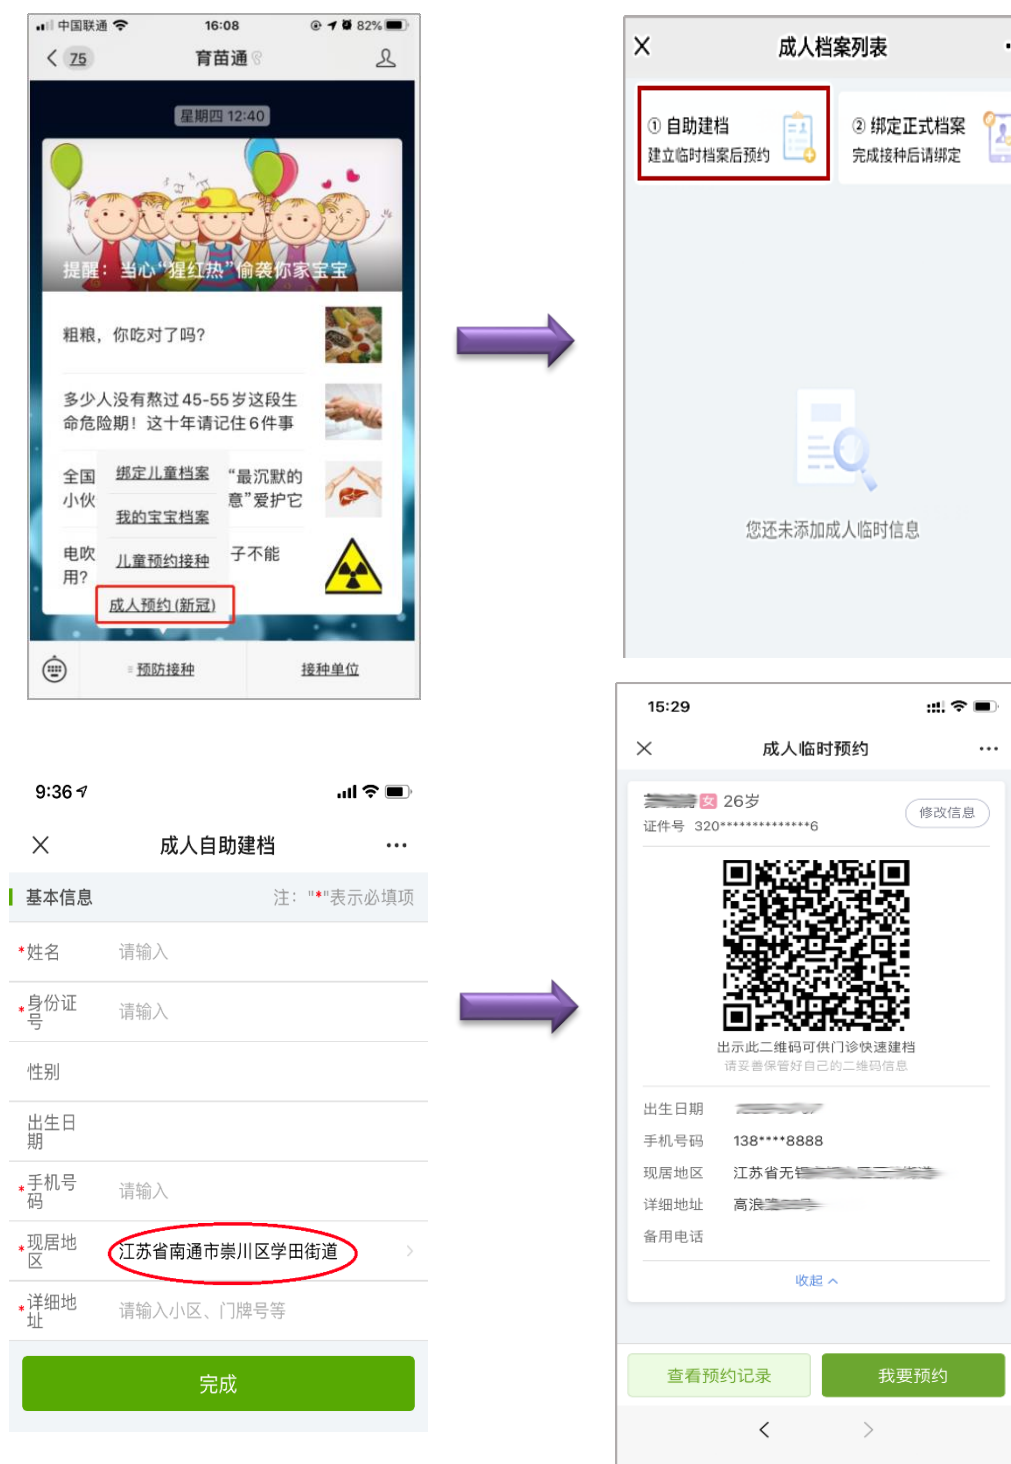 中国联通
16:08
82%
75
育苗通
星期四 12:40
提醒：当心“猩红热”偷袭你家宝宝
粗粮，你吃对了吗?
多少人没有熬过45-55岁这段生
命危险期！这十年请记住6件事
全国
“最沉默的
小伙
意”爱护它
电吹
子不能
用?
绑定儿童档案
我的宝宝档案
儿童预约接种
成人预约(新冠)
预防接种
接种单位
成人档案列表
① 自助建档
建立临时档案后预约
② 绑定正式档案
完成接种后请绑定
您还未添加成人临时信息
9:36
成人自助建档
基本信息
注："*"表示必填项
*姓名
请输入
*身份证
号
请输入
性别
出生日
期
*手机号
码
请输入
*现居地
区
江苏省南通市崇川区学田街道
*详细地
址
请输入小区、门牌号等
完成
15:29
成人临时预约
女 26岁
修改信息
证件号 320**************6
出示此二维码可供门诊快速建档
请妥善保管好自己的二维码信息
出生日期
手机号码 138****8888
现居地区 江苏省无锡
详细地址 高浪
备用电话
收起
查看预约记录
我要预约